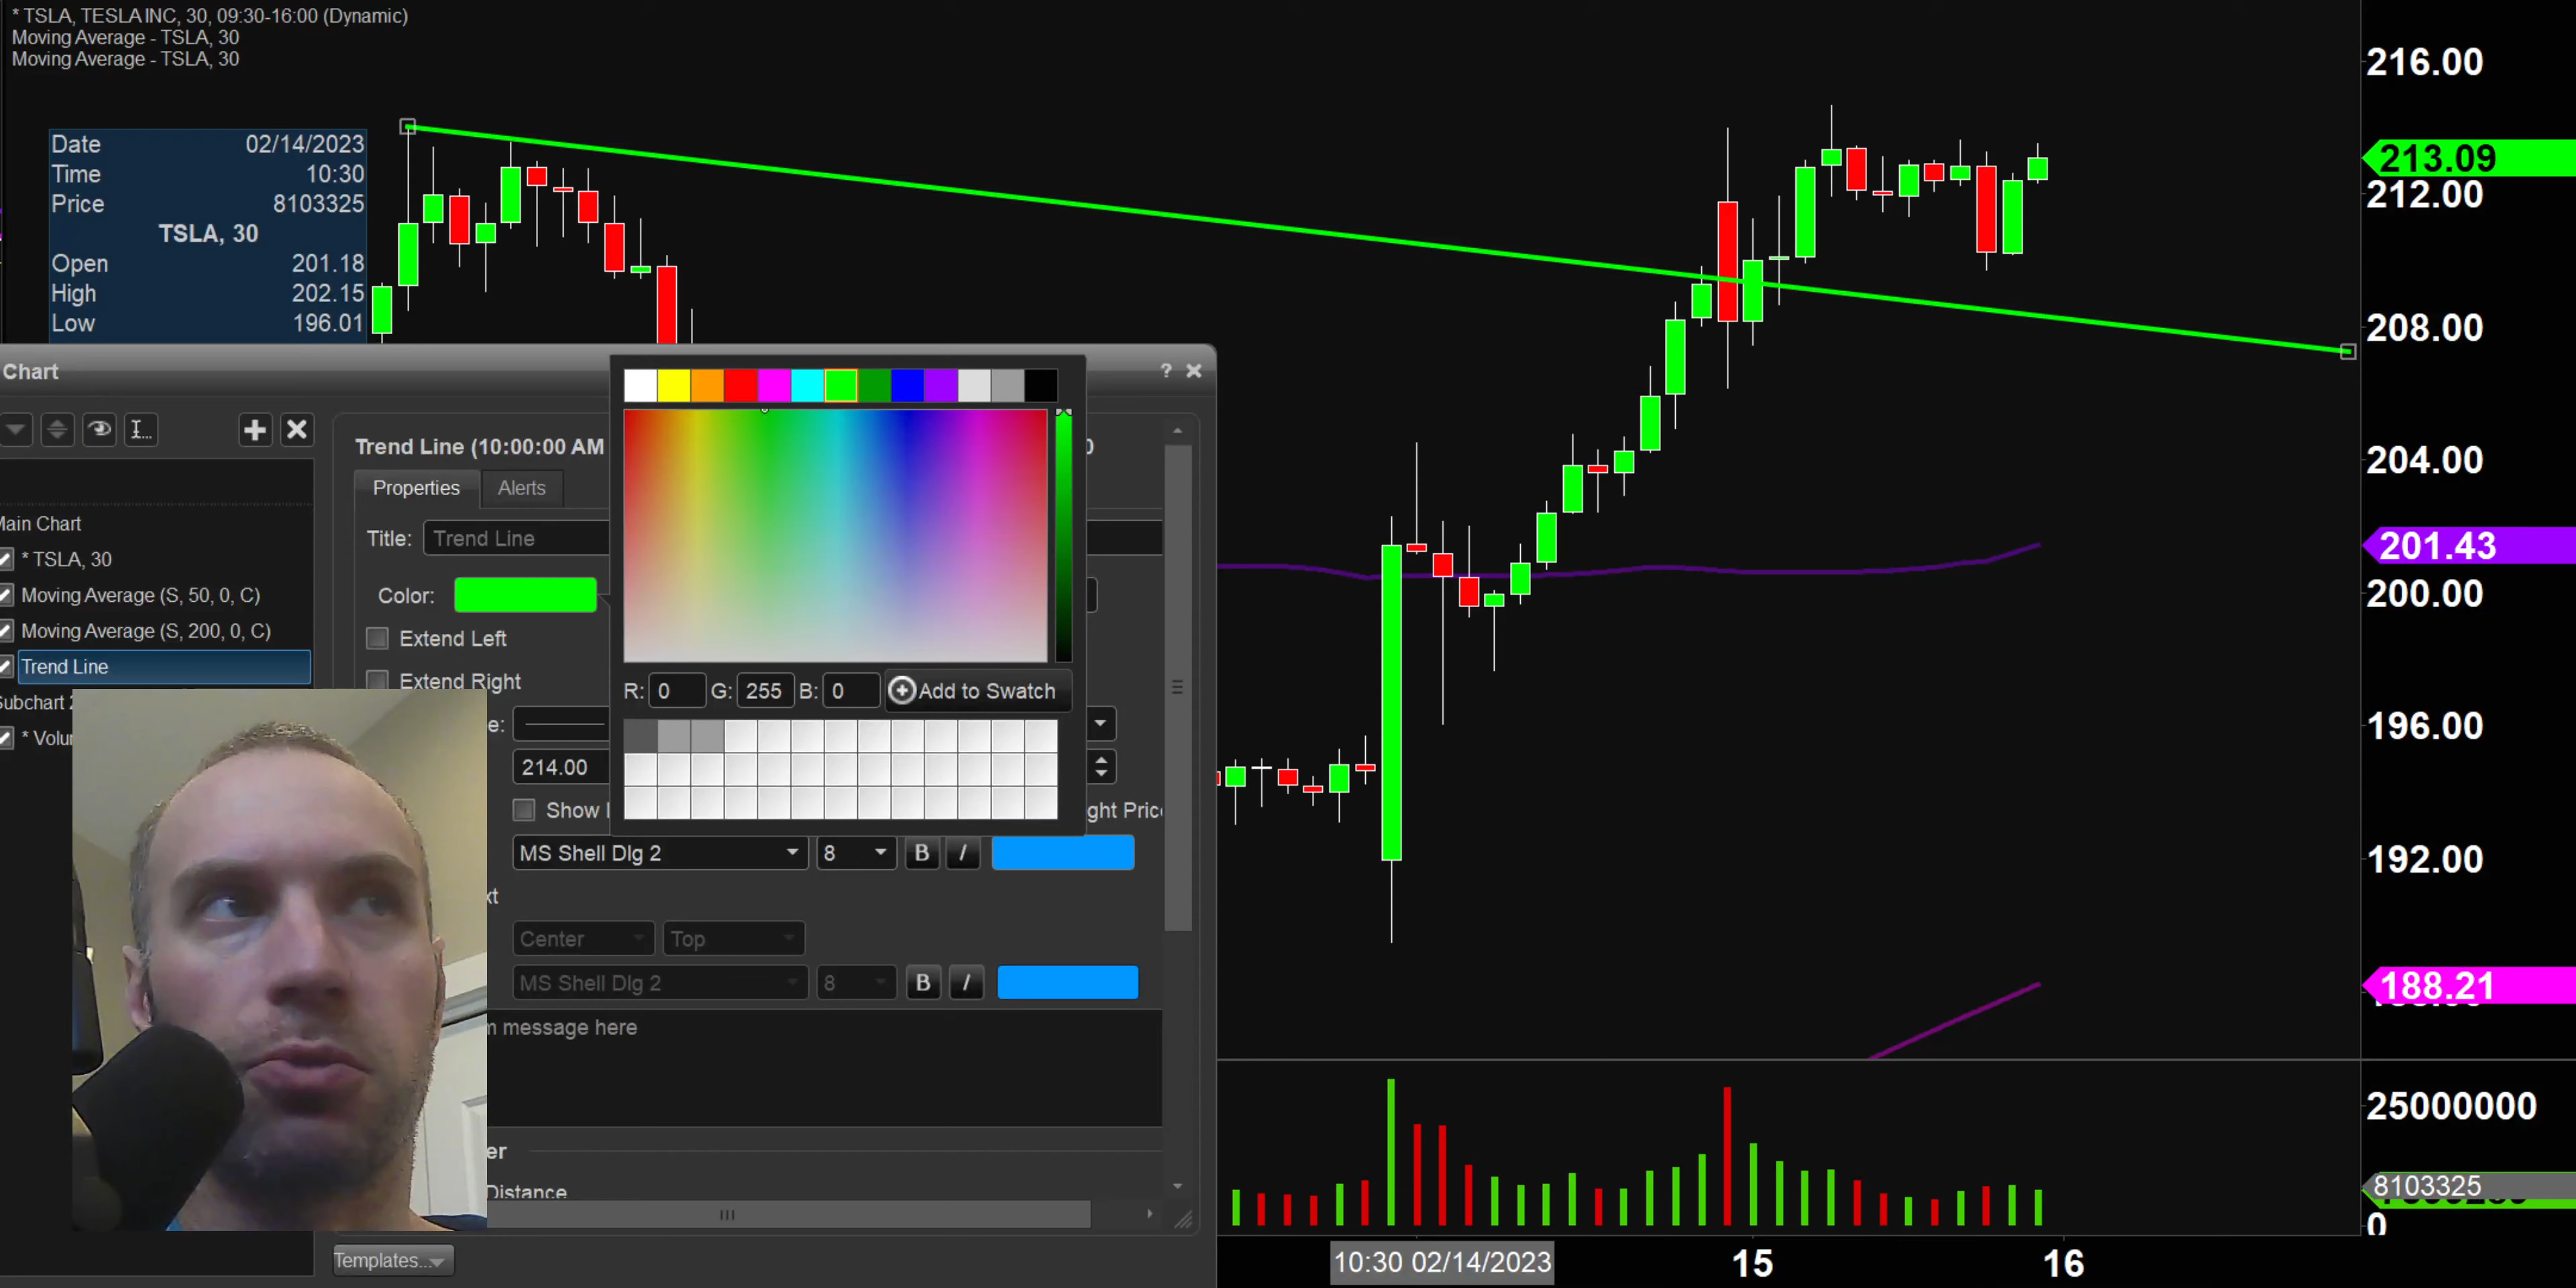 * TSLA, TESLA INC, 30, 09:30-16:00 (Dynamic)
Moving Average - TSLA, 30
Moving Average - TSLA, 30
Date 02/14/2023
Time 10:30
Price 8103325
TSLA, 30
Open 201.18
High 202.15
Low 196.01
216.00
213.09
212.00
208.00
204.00
201.43
200.00
196.00
192.00
188.21
25000000
8103325
0
10:30 02/14/2023
15
16
Chart
? 
Main Chart
* TSLA, 30
Moving Average (S, 50, 0, C)
Moving Average (S, 200, 0, C)
Trend Line
Subchart 2
* Volu
Trend Line (10:00:00 AM
0
Properties Alerts
Title: Trend Line
Color:
Extend Left
Extend Right
R: 0 G: 255 B: 0 Add to Swatch
e:
214.00
Show
ght Pric
MS Shell Dlg 2 8 B I
xt
Center Top
MS Shell Dlg 2 8 B I
m message here
er
Distance
Templates...